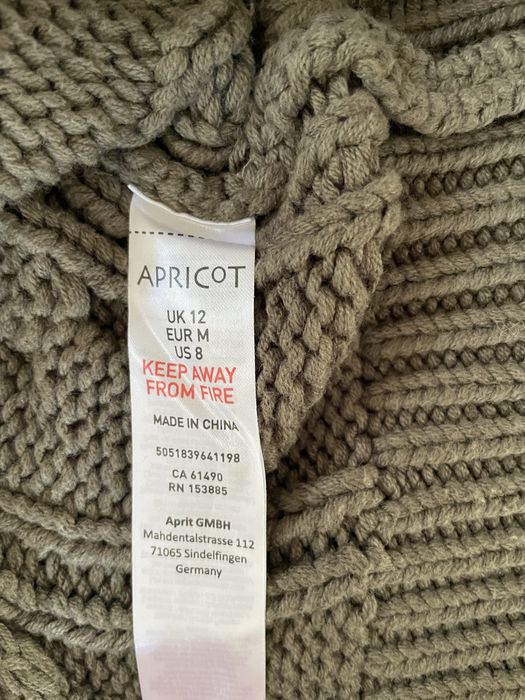 APRICOT
UK 12
EUR M
US 8
KEEP AWAY
FROM FIRE
MADE IN CHINA
5051839641198
CA 61490
RN 153885
Aprit GMBH
Mahdentalstrasse 112
71065 Sindelfingen
Germany